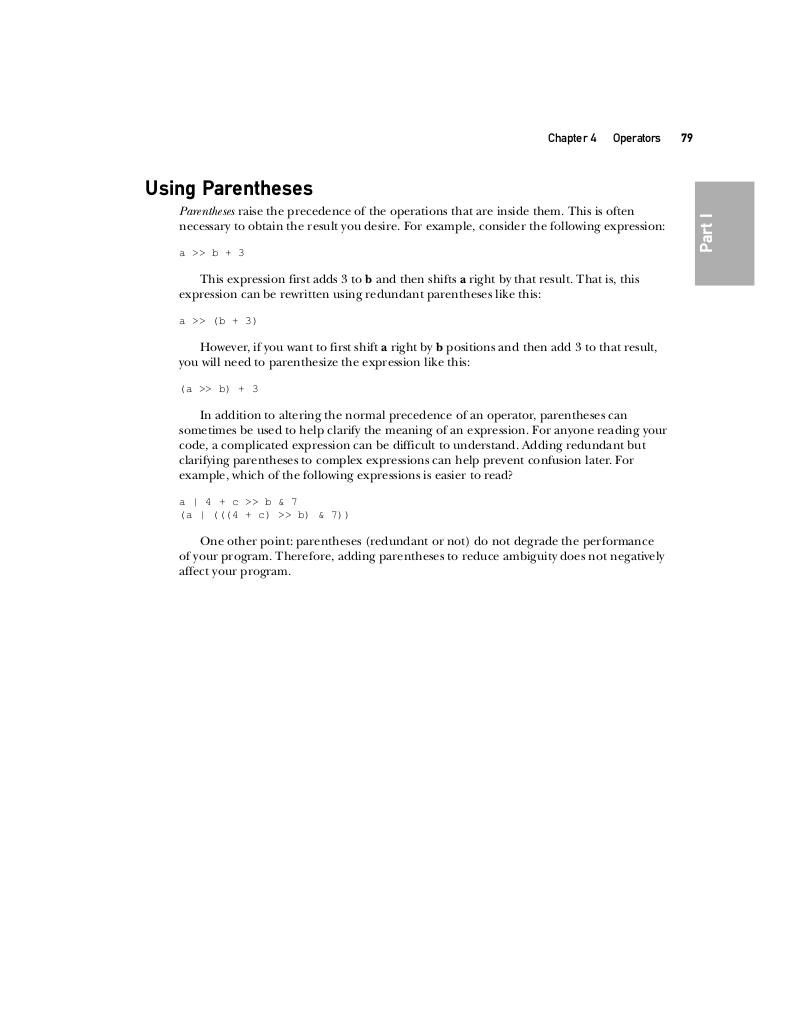 Chapter 4 Operators 79
Part I
Using Parentheses
Parentheses raise the precedence of the operations that are inside them. This is often
necessary to obtain the result you desire. For example, consider the following expression:
a >> b + 3
This expression first adds 3 to b and then shifts a right by that result. That is, this
expression can be rewritten using redundant parentheses like this:
a >> (b + 3)
However, if you want to first shift a right by b positions and then add 3 to that result,
you will need to parenthesize the expression like this:
(a >> b) + 3
In addition to altering the normal precedence of an operator, parentheses can
sometimes be used to help clarify the meaning of an expression. For anyone reading your
code, a complicated expression can be difficult to understand. Adding redundant but
clarifying parentheses to complex expressions can help prevent confusion later. For
example, which of the following expressions is easier to read?
a | 4 + c >> b & 7
(a | (((4 + c) >> b) & 7))
One other point: parentheses (redundant or not) do not degrade the performance
of your program. Therefore, adding parentheses to reduce ambiguity does not negatively
affect your program.